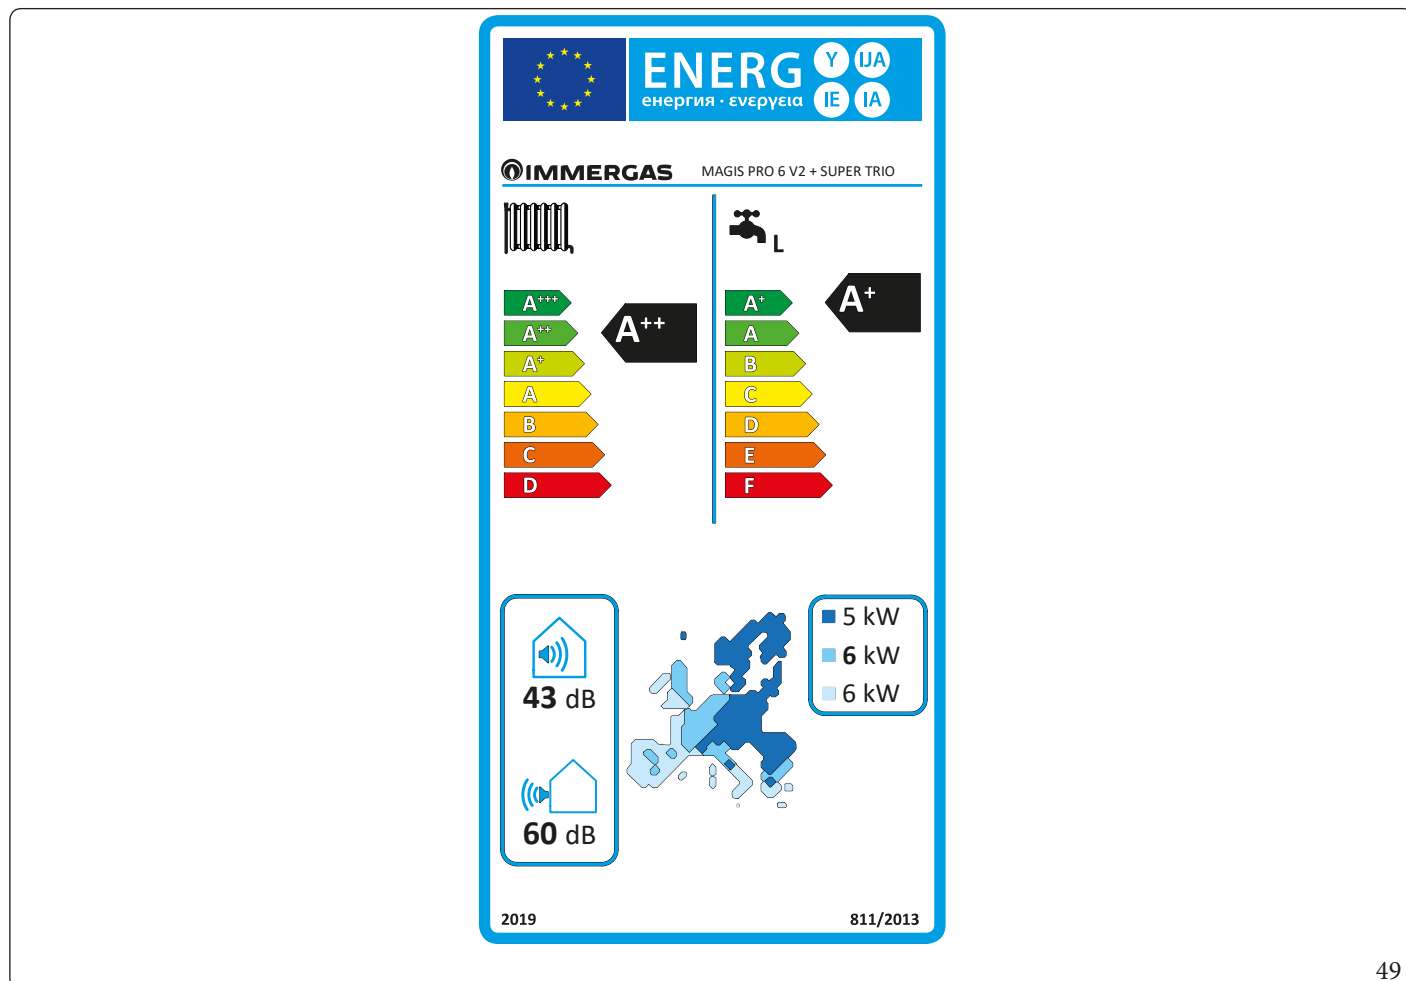 ENERG
енергия · ενεργεια
Y IJA
IE IA
IMMERGAS MAGIS PRO 6 V2 + SUPER TRIO
L
A+++
A++
A+
A
B
C
D
A++
A+
A
B
C
D
E
F
A+
43 dB
60 dB
5 kW
6 kW
6 kW
2019
811/2013
49